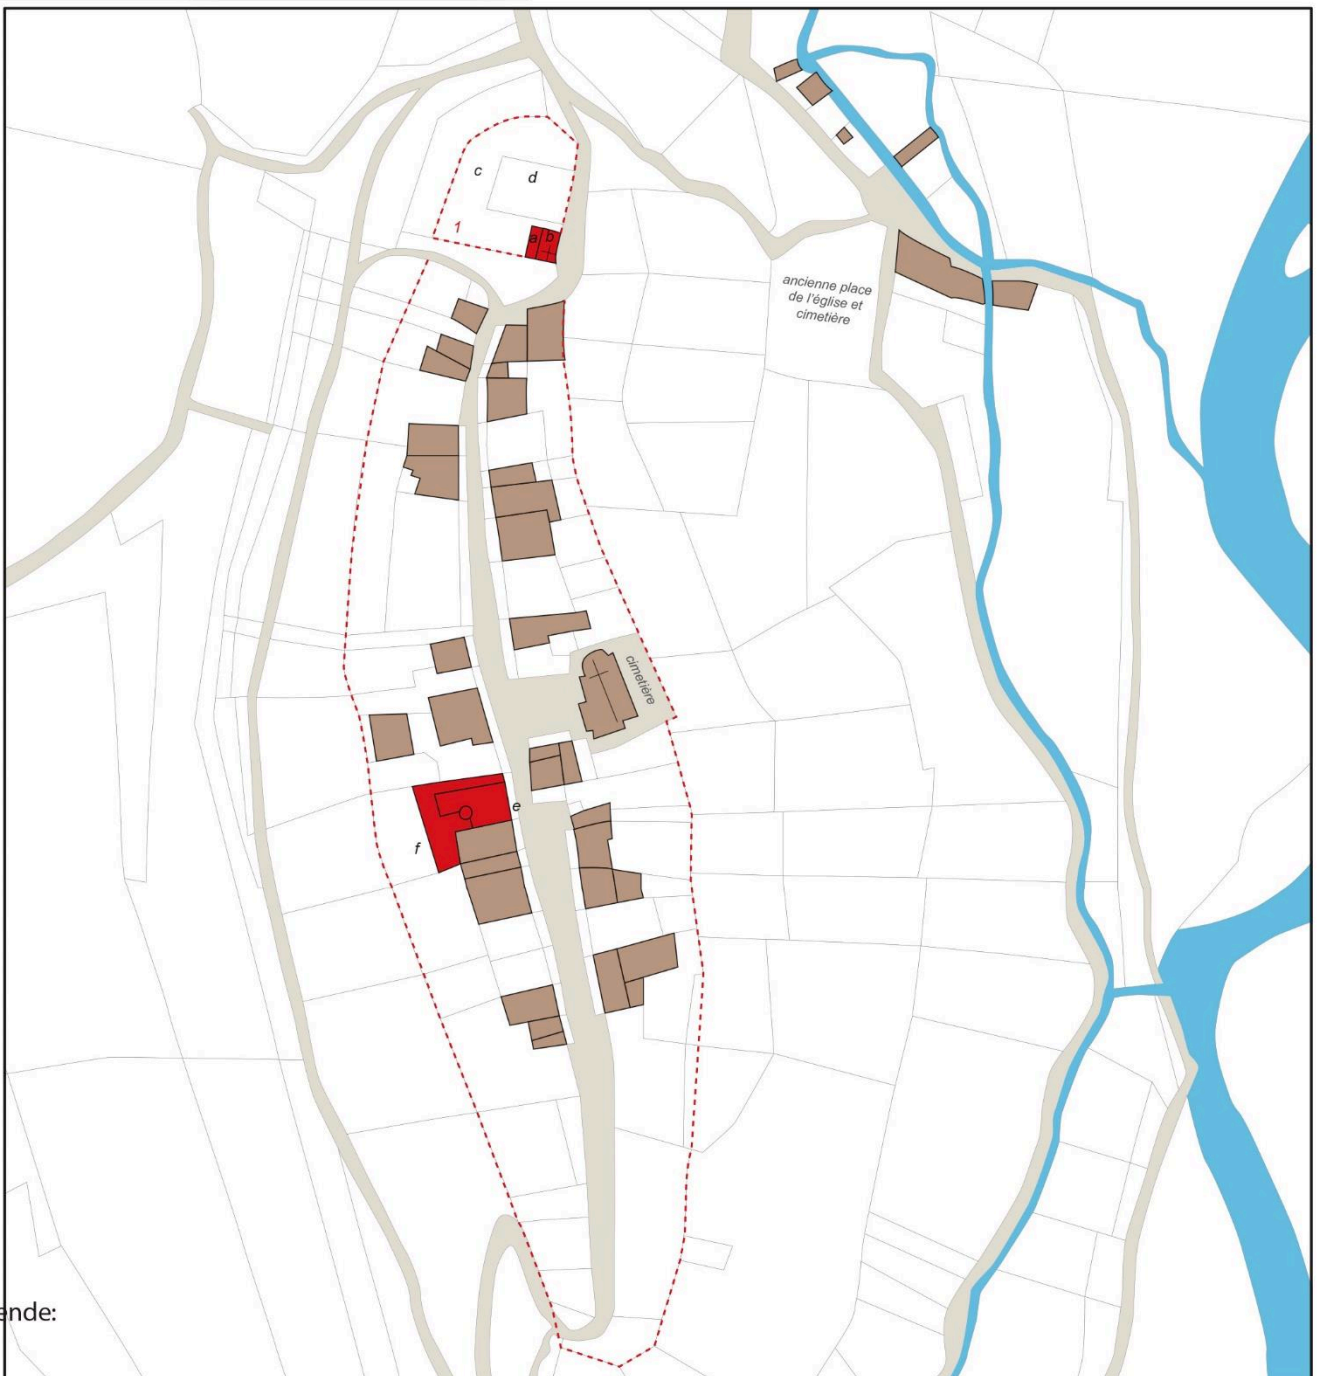 c
d
1
a b
ancienne place
de l'église et
cimetière
cimetière
e
f
ende: